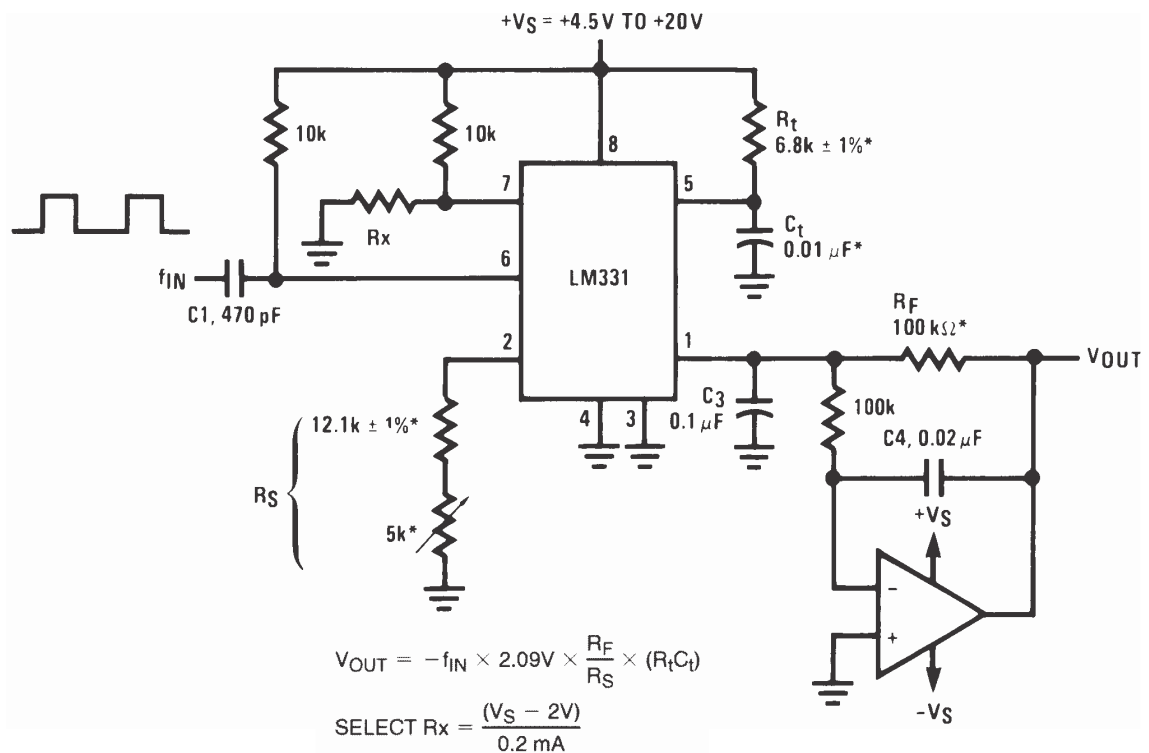 +VS = +4.5V TO +20V
10k
10k
Rt
6.8k ± 1%*
8
7
5
Rx
Ct
0.01 μF*
6
LM331
fIN
C1, 470 pF
RF
100 kΩ*
2
1
VOUT
12.1k ± 1%*
4
3
C3
0.1 μF
100k
C4, 0.02 μF
RS
5k*
+VS
-
+
-VS
VOUT = −fIN × 2.09V × RF/RS × (RtCt)
SELECT Rx = (VS − 2V)/0.2 mA